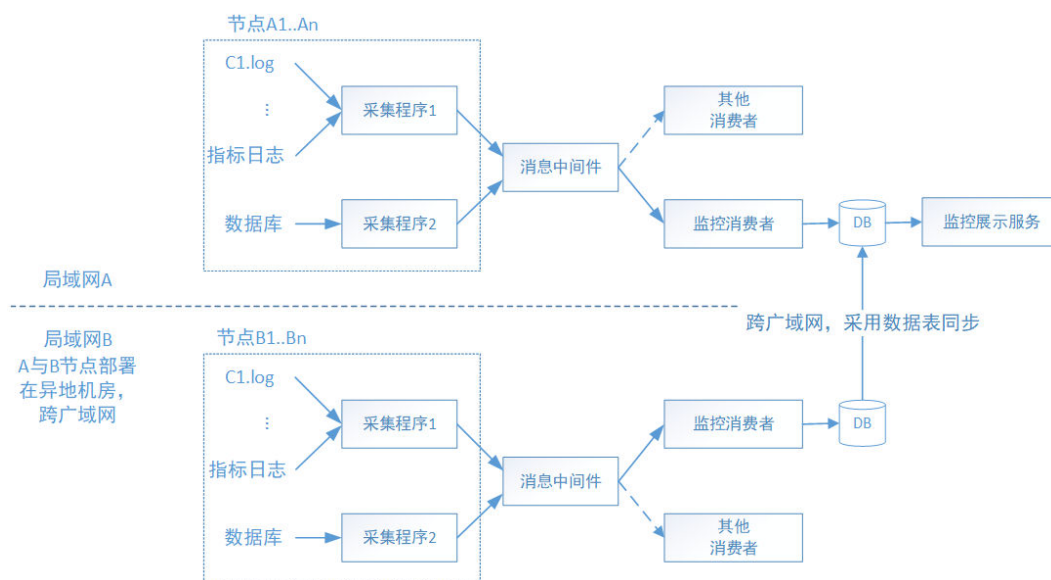 节点A1..An
C1.log
...
指标日志
数据库
采集程序1
采集程序2
消息中间件
其他
消费者
监控消费者
DB
监控展示服务
局域网A
跨广域网，采用数据表同步
局域网B
A与B节点部署
在异地机房，
跨广域网
节点B1..Bn
C1.log
...
指标日志
数据库
采集程序1
采集程序2
消息中间件
监控消费者
DB
其他
消费者